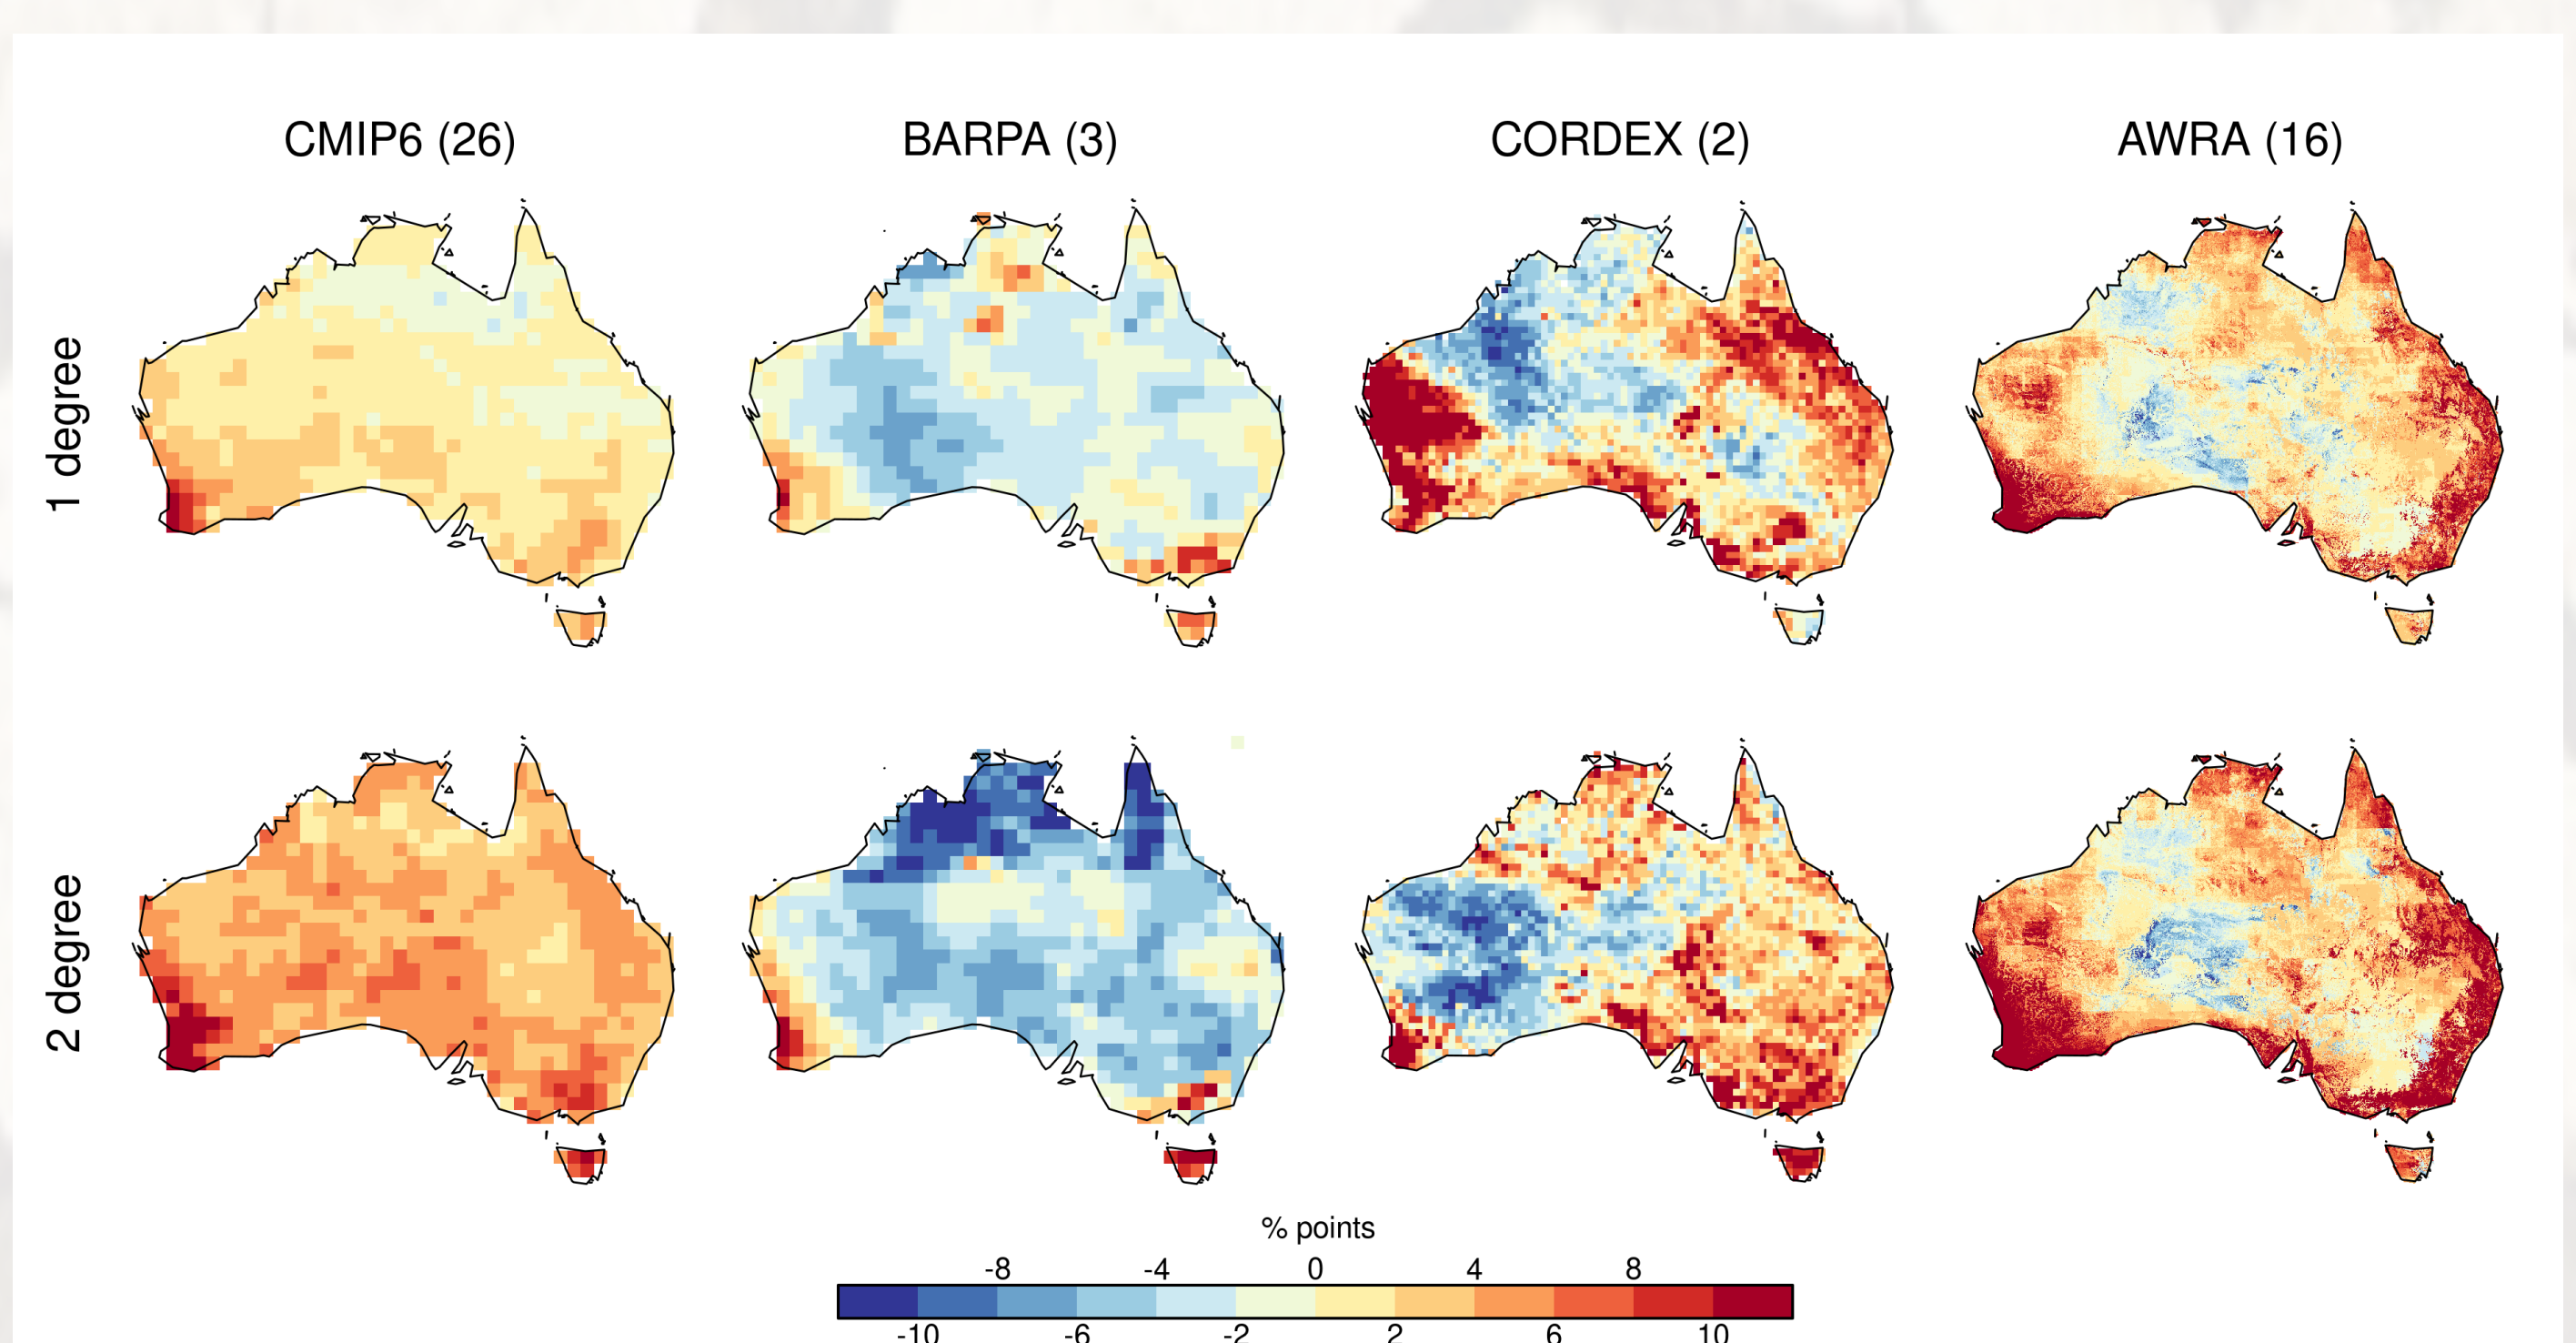 CMIP6 (26) BARPA (3) CORDEX (2) AWRA (16)
1 degree
2 degree
% points
-8 -4 0 4 8
-10 -6 -2 2 6 10